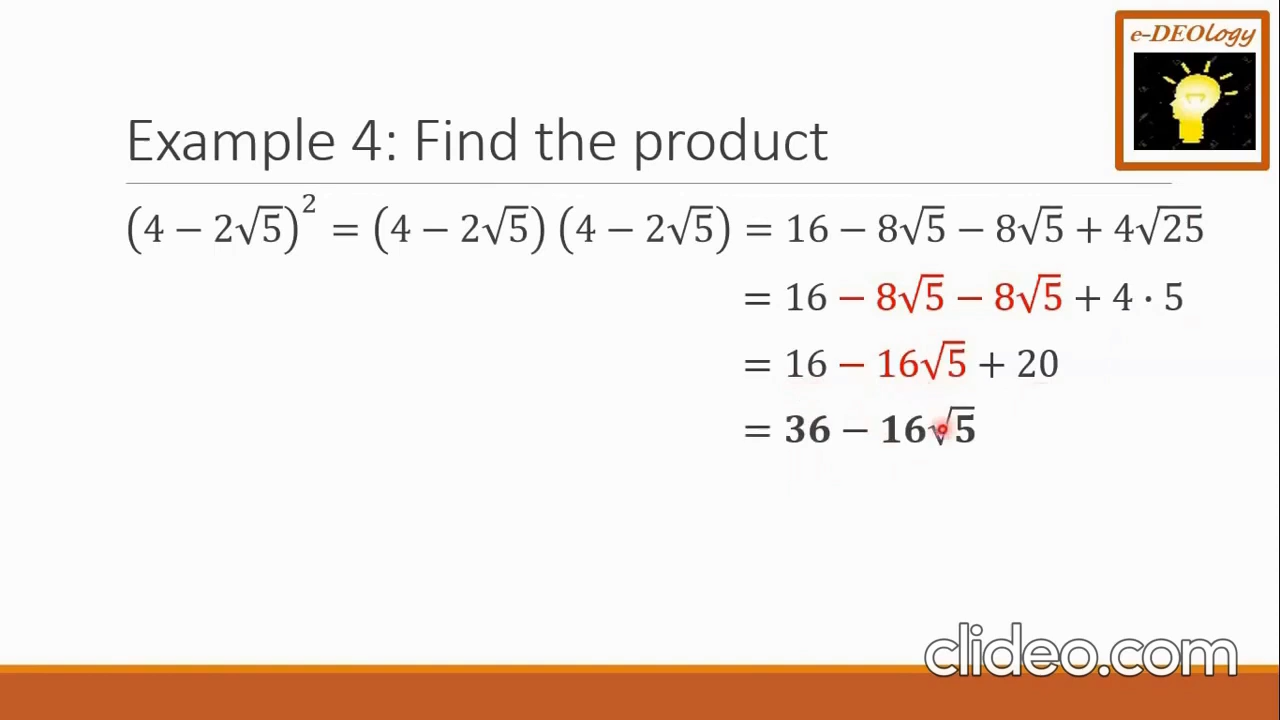 e-DEOlogy
Example 4: Find the product
(4 − 2√5)² = (4 − 2√5)(4 − 2√5) = 16 − 8√5 − 8√5 + 4√25
= 16 − 8√5 − 8√5 + 4 · 5
= 16 − 16√5 + 20
= 36 − 16√5
clideo.com